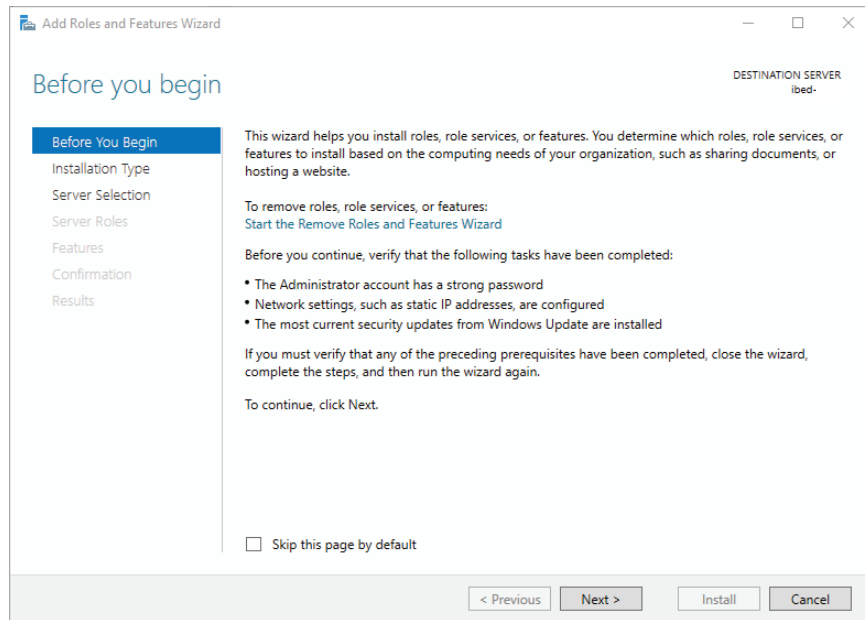 Add Roles and Features Wizard
Before you begin
DESTINATION SERVER
ibed-
Before You Begin
Installation Type
Server Selection
Server Roles
Features
Confirmation
Results
This wizard helps you install roles, role services, or features. You determine which roles, role services, or
features to install based on the computing needs of your organization, such as sharing documents, or
hosting a website.
To remove roles, role services, or features:
Start the Remove Roles and Features Wizard
Before you continue, verify that the following tasks have been completed:
• The Administrator account has a strong password
• Network settings, such as static IP addresses, are configured
• The most current security updates from Windows Update are installed
If you must verify that any of the preceding prerequisites have been completed, close the wizard,
complete the steps, and then run the wizard again.
To continue, click Next.
Skip this page by default
< Previous
Next >
Install
Cancel